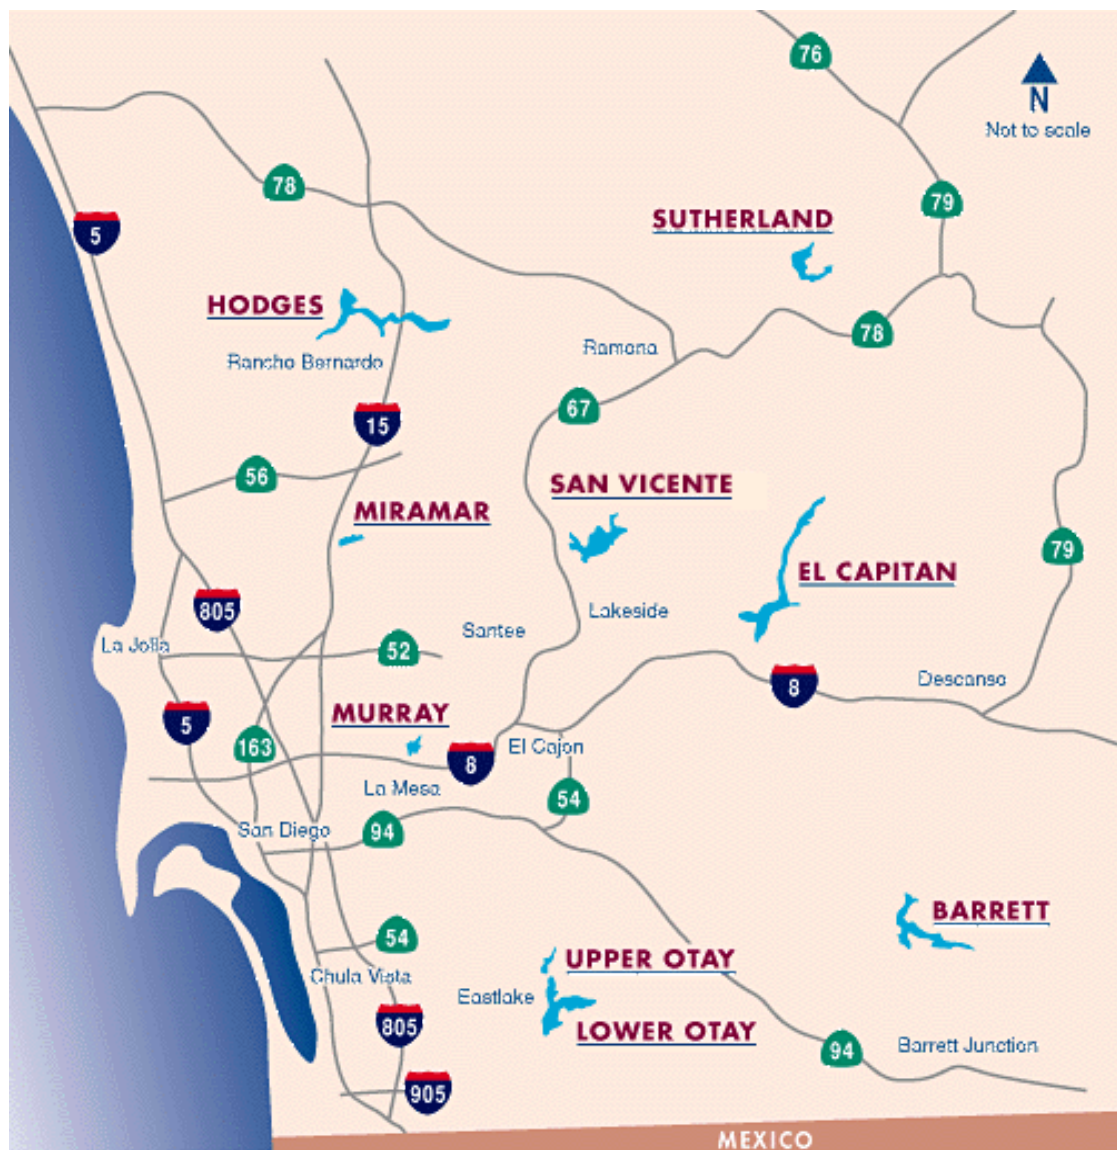 76
N
Not to scale
78
79
SUTHERLAND
5
HODGES
78
Ramona
Rancho Bernardo
67
15
56
SAN VICENTE
MIRAMAR
79
EL CAPITAN
805
Lakeside
Santee
La Jolla
52
Descanso
8
MURRAY
5
163
El Cajon
8
La Mesa
54
San Diego
94
BARRETT
54
UPPER OTAY
Chula Vista
Eastlake
805
LOWER OTAY
94
Barrett Junction
905
MEXICO